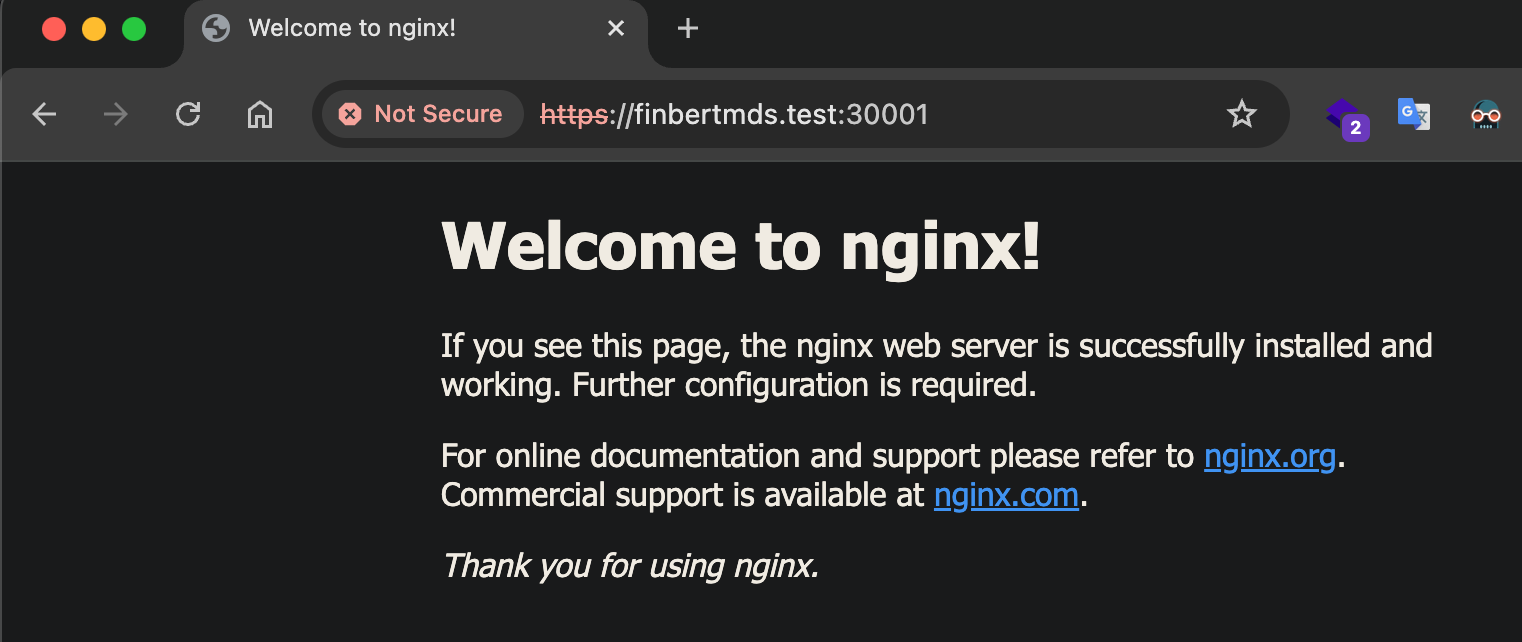 Welcome to nginx!
Not Secure https://finbertmds.test:30001
2
G
Welcome to nginx!
If you see this page, the nginx web server is successfully installed and
working. Further configuration is required.
For online documentation and support please refer to nginx.org.
Commercial support is available at nginx.com.
Thank you for using nginx.